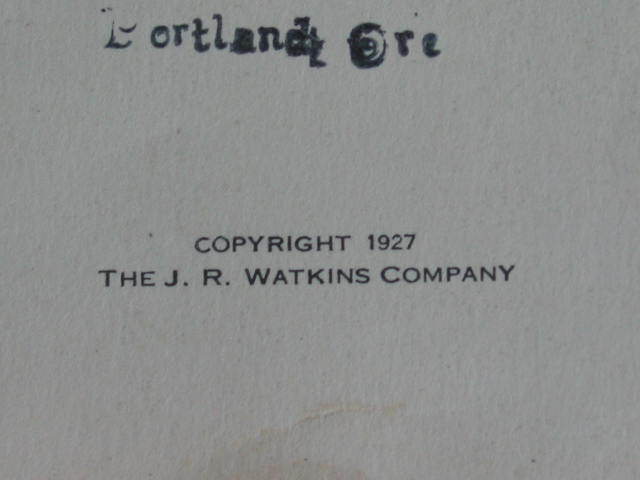 Portland, Ore
COPYRIGHT 1927
THE J. R. WATKINS COMPANY